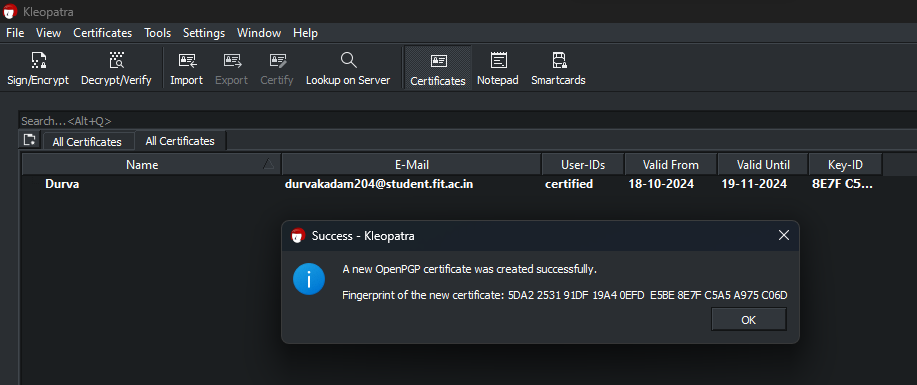 Kleopatra
File View Certificates Tools Settings Window Help
Sign/Encrypt Decrypt/Verify Import Export Certify Lookup on Server Certificates Notepad Smartcards
Search...<Alt+Q>
All Certificates All Certificates
Name E-Mail User-IDs Valid From Valid Until Key-ID
Durva durvakadam204@student.fit.ac.in certified 18-10-2024 19-11-2024 8E7F C5...
Success - Kleopatra
A new OpenPGP certificate was created successfully.
Fingerprint of the new certificate: 5DA2 2531 91DF 19A4 0EFD  E5BE 8E7F C5A5 A975 C06D
OK